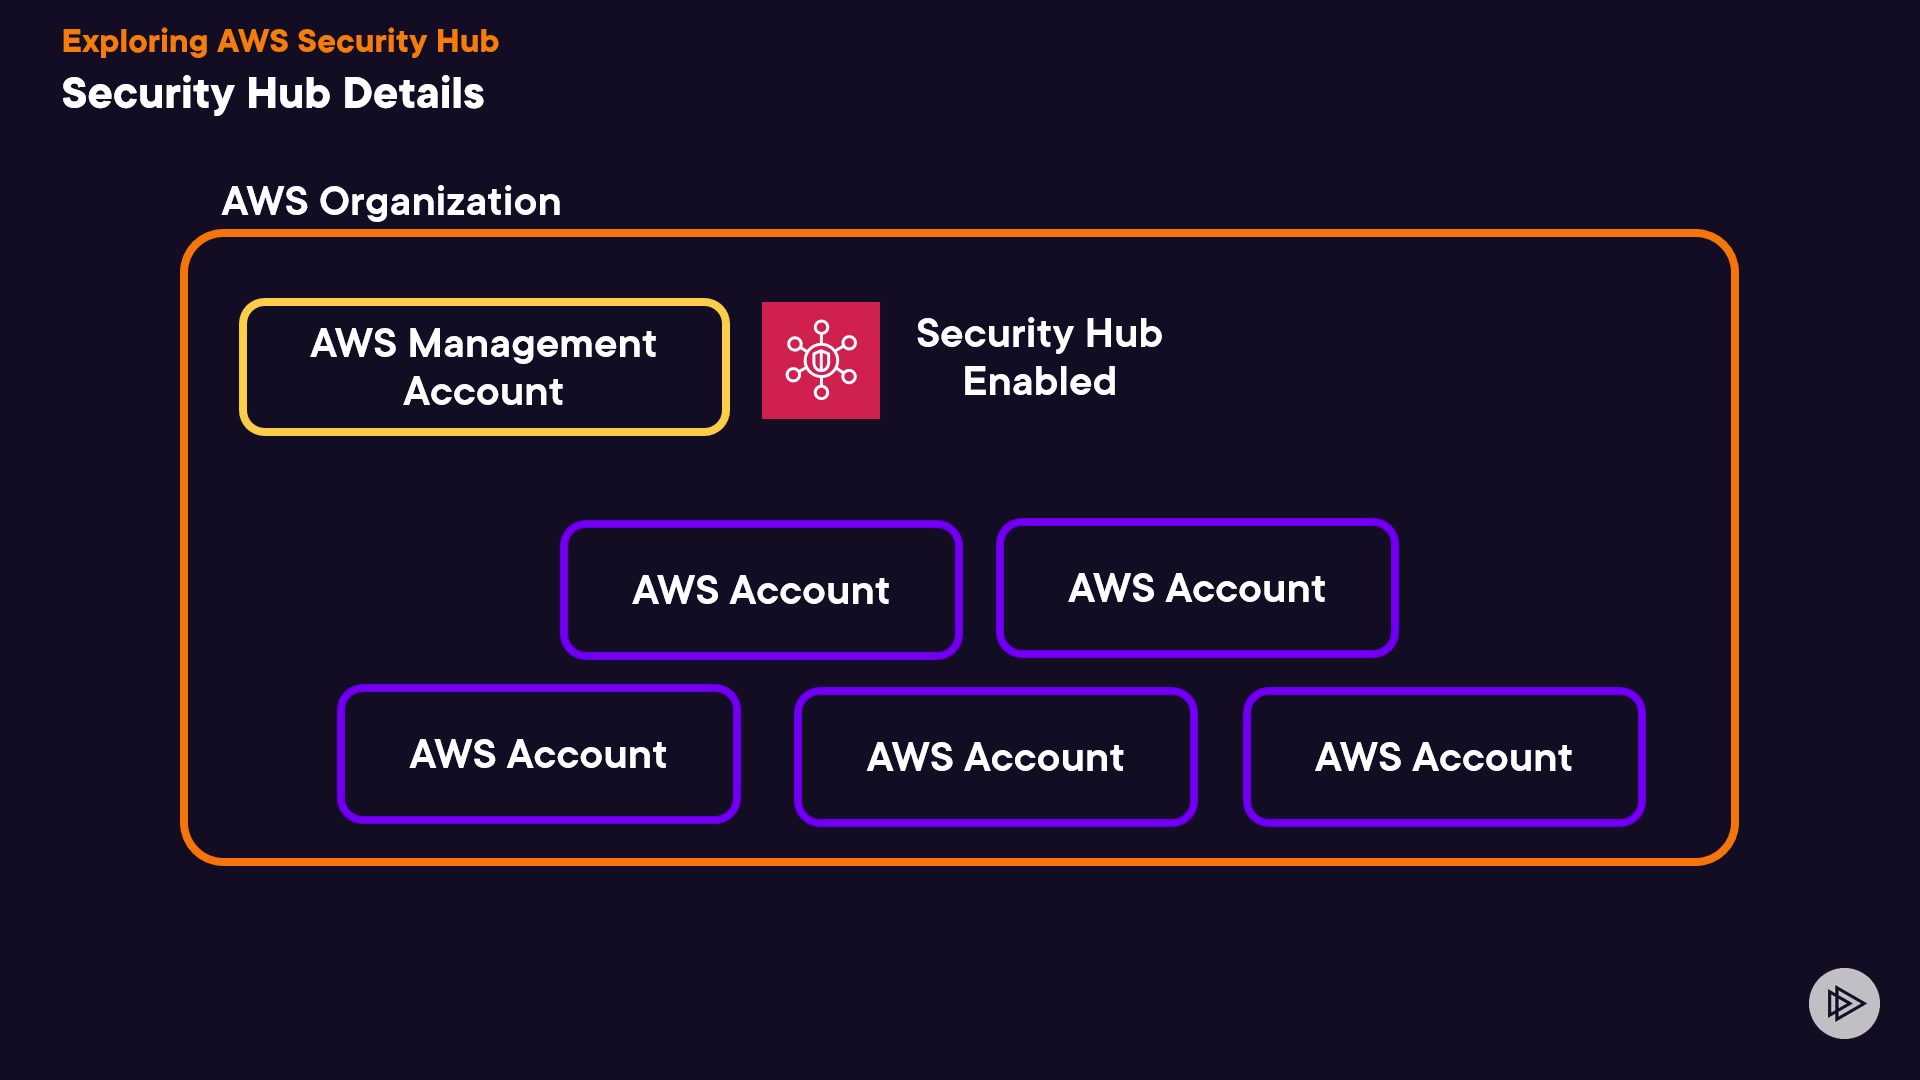 Exploring AWS Security Hub
Security Hub Details
AWS Organization
AWS Management
Account
Security Hub
Enabled
AWS Account
AWS Account
AWS Account
AWS Account
AWS Account